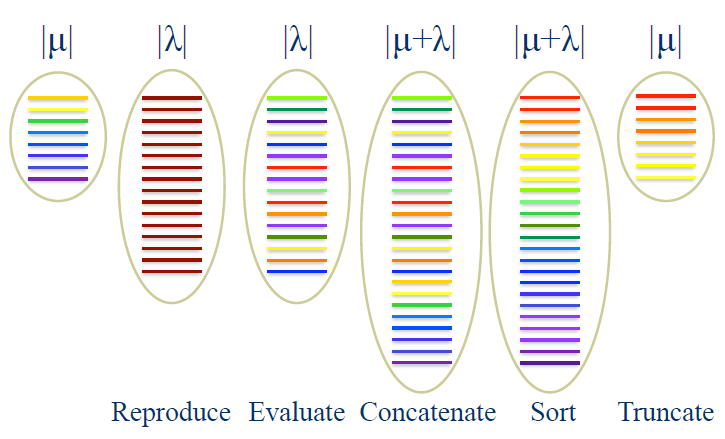 |μ| |λ| |λ| |μ+λ| |μ+λ| |μ|
Reproduce Evaluate Concatenate Sort Truncate